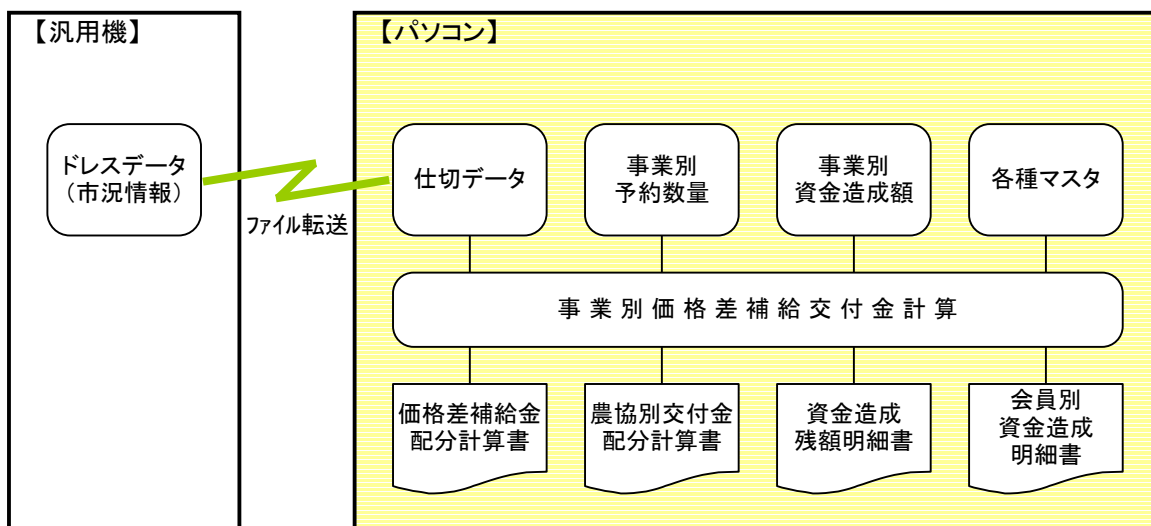 【汎用機】
【パソコン】
ドレスデータ
（市況情報）
ファイル転送
仕切データ
事業別
予約数量
事業別
資金造成額
各種マスタ
事業別価格差補給交付金計算
価格差補給金
配分計算書
農協別交付金
配分計算書
資金造成
残額明細書
会員別
資金造成
明細書